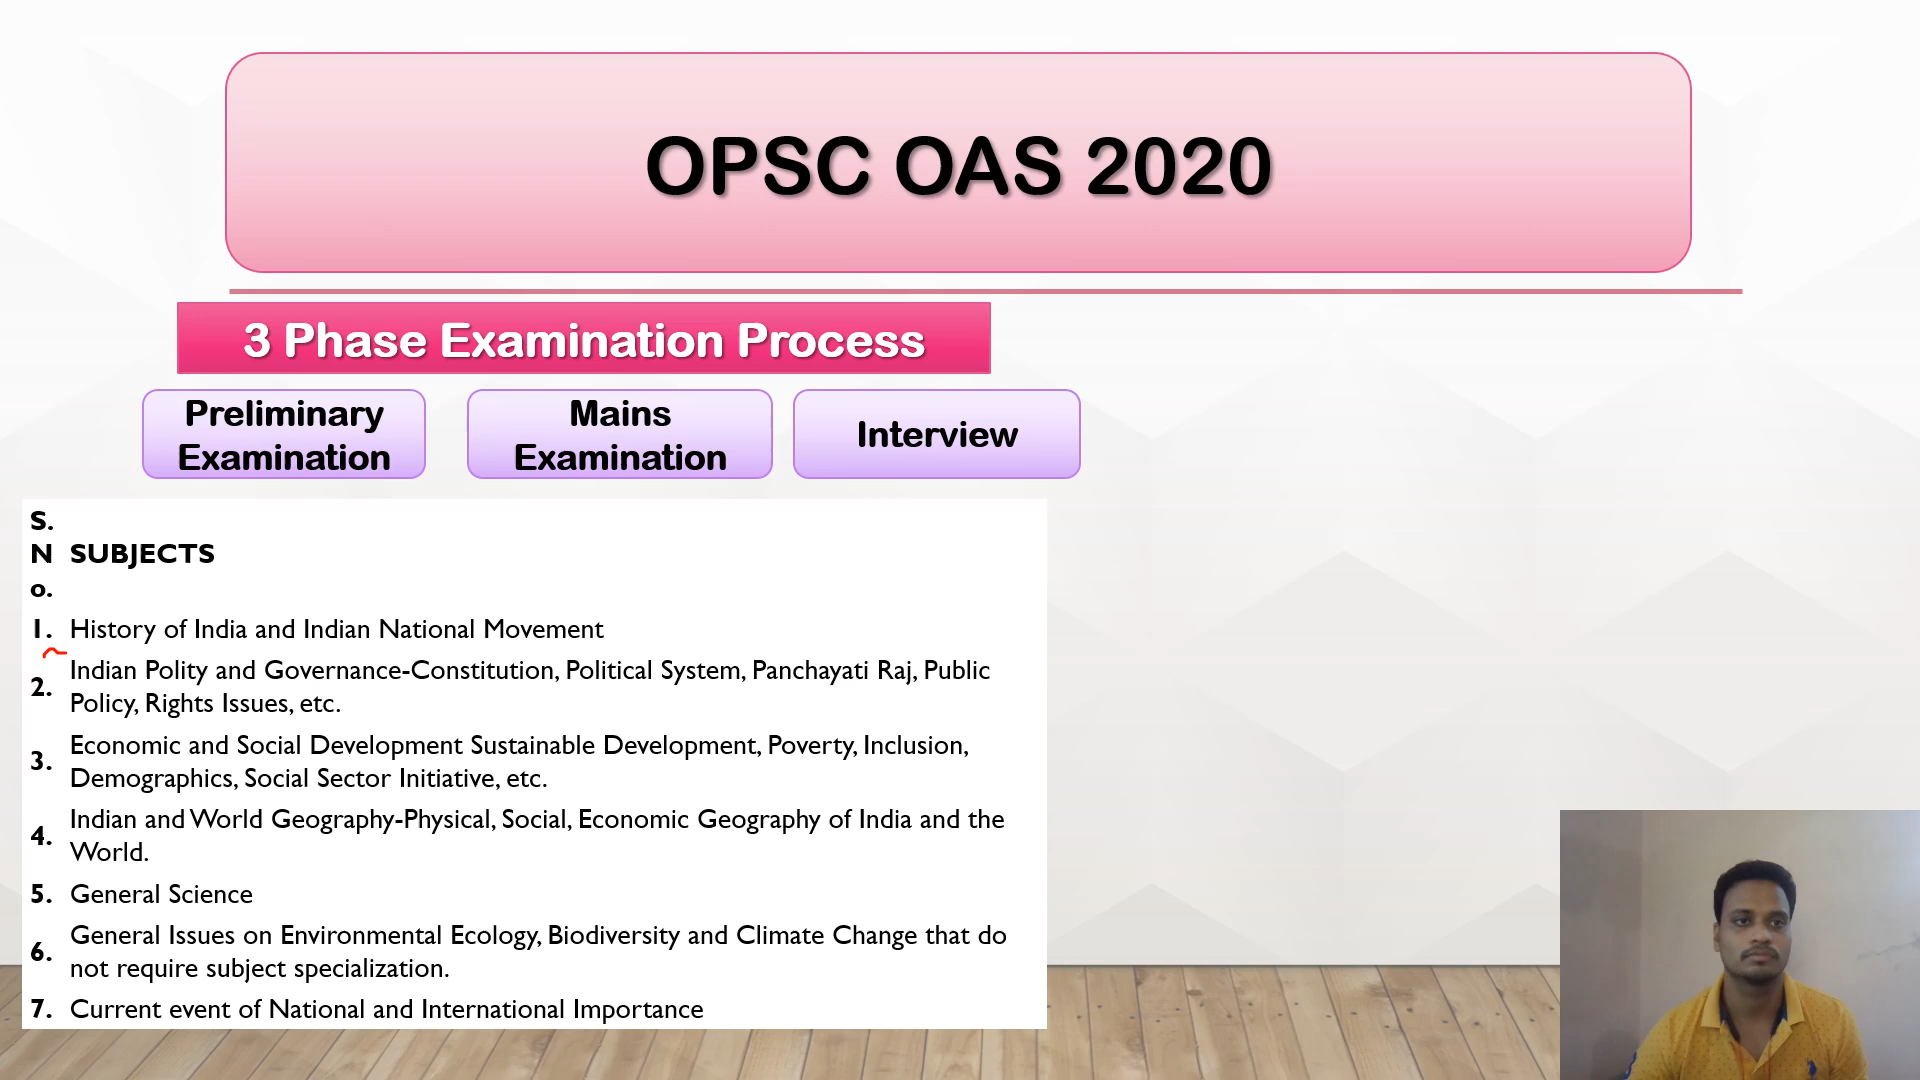 OPSC OAS 2020
3 Phase Examination Process
Preliminary
Examination
Mains
Examination
Interview
S.
N SUBJECTS
o.
1. History of India and Indian National Movement
2. Indian Polity and Governance-Constitution, Political System, Panchayati Raj, Public
Policy, Rights Issues, etc.
3. Economic and Social Development Sustainable Development, Poverty, Inclusion,
Demographics, Social Sector Initiative, etc.
4. Indian and World Geography-Physical, Social, Economic Geography of India and the
World.
5. General Science
6. General Issues on Environmental Ecology, Biodiversity and Climate Change that do
not require subject specialization.
7. Current event of National and International Importance